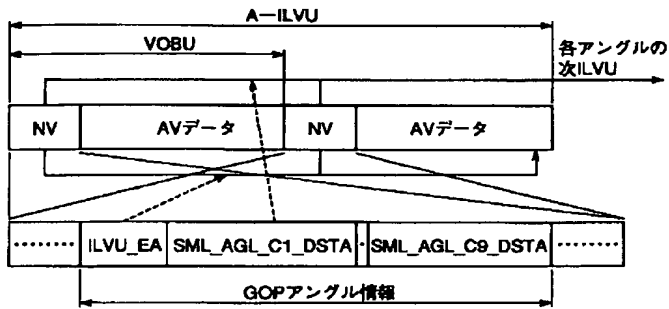 A—ILVU
VOBU
各アングルの
次ILVU
NV
AVデータ
NV
AVデータ
ILVU_EA
SML_AGL_C1_DSTA
SML_AGL_C9_DSTA
GOPアングル情報